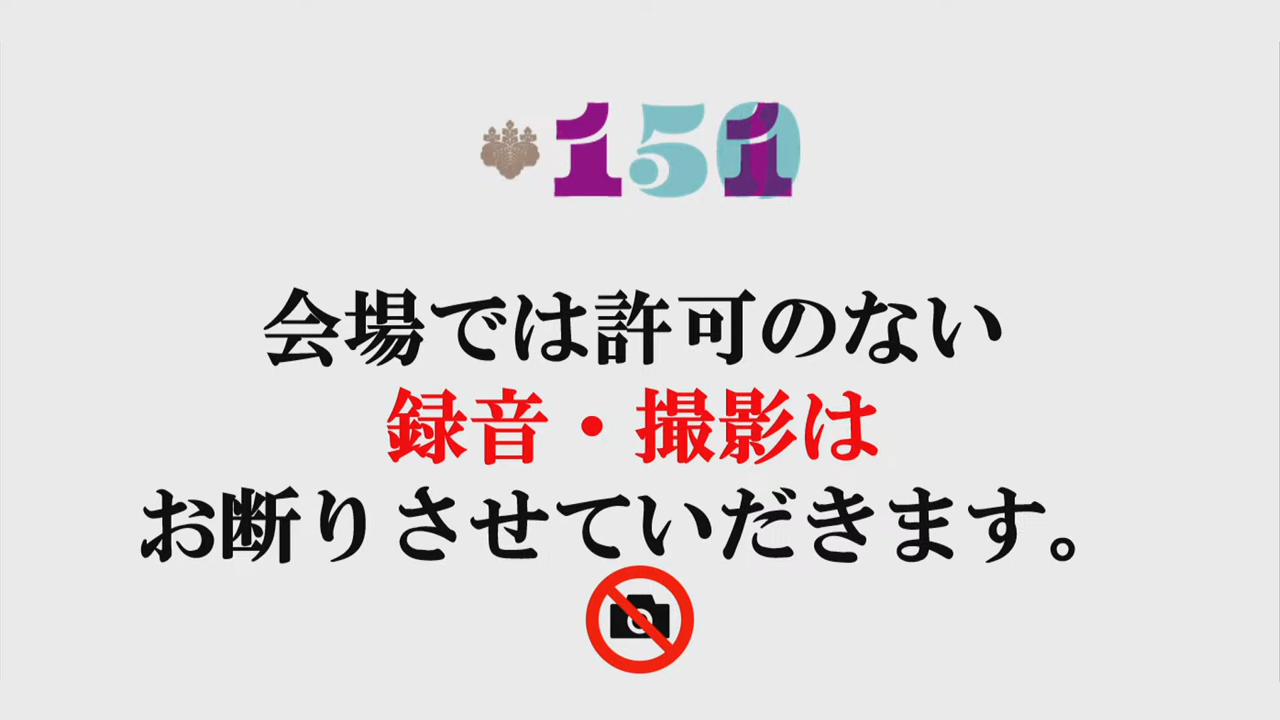 151
会場では許可のない
録音・撮影は
お断りさせていだきます。